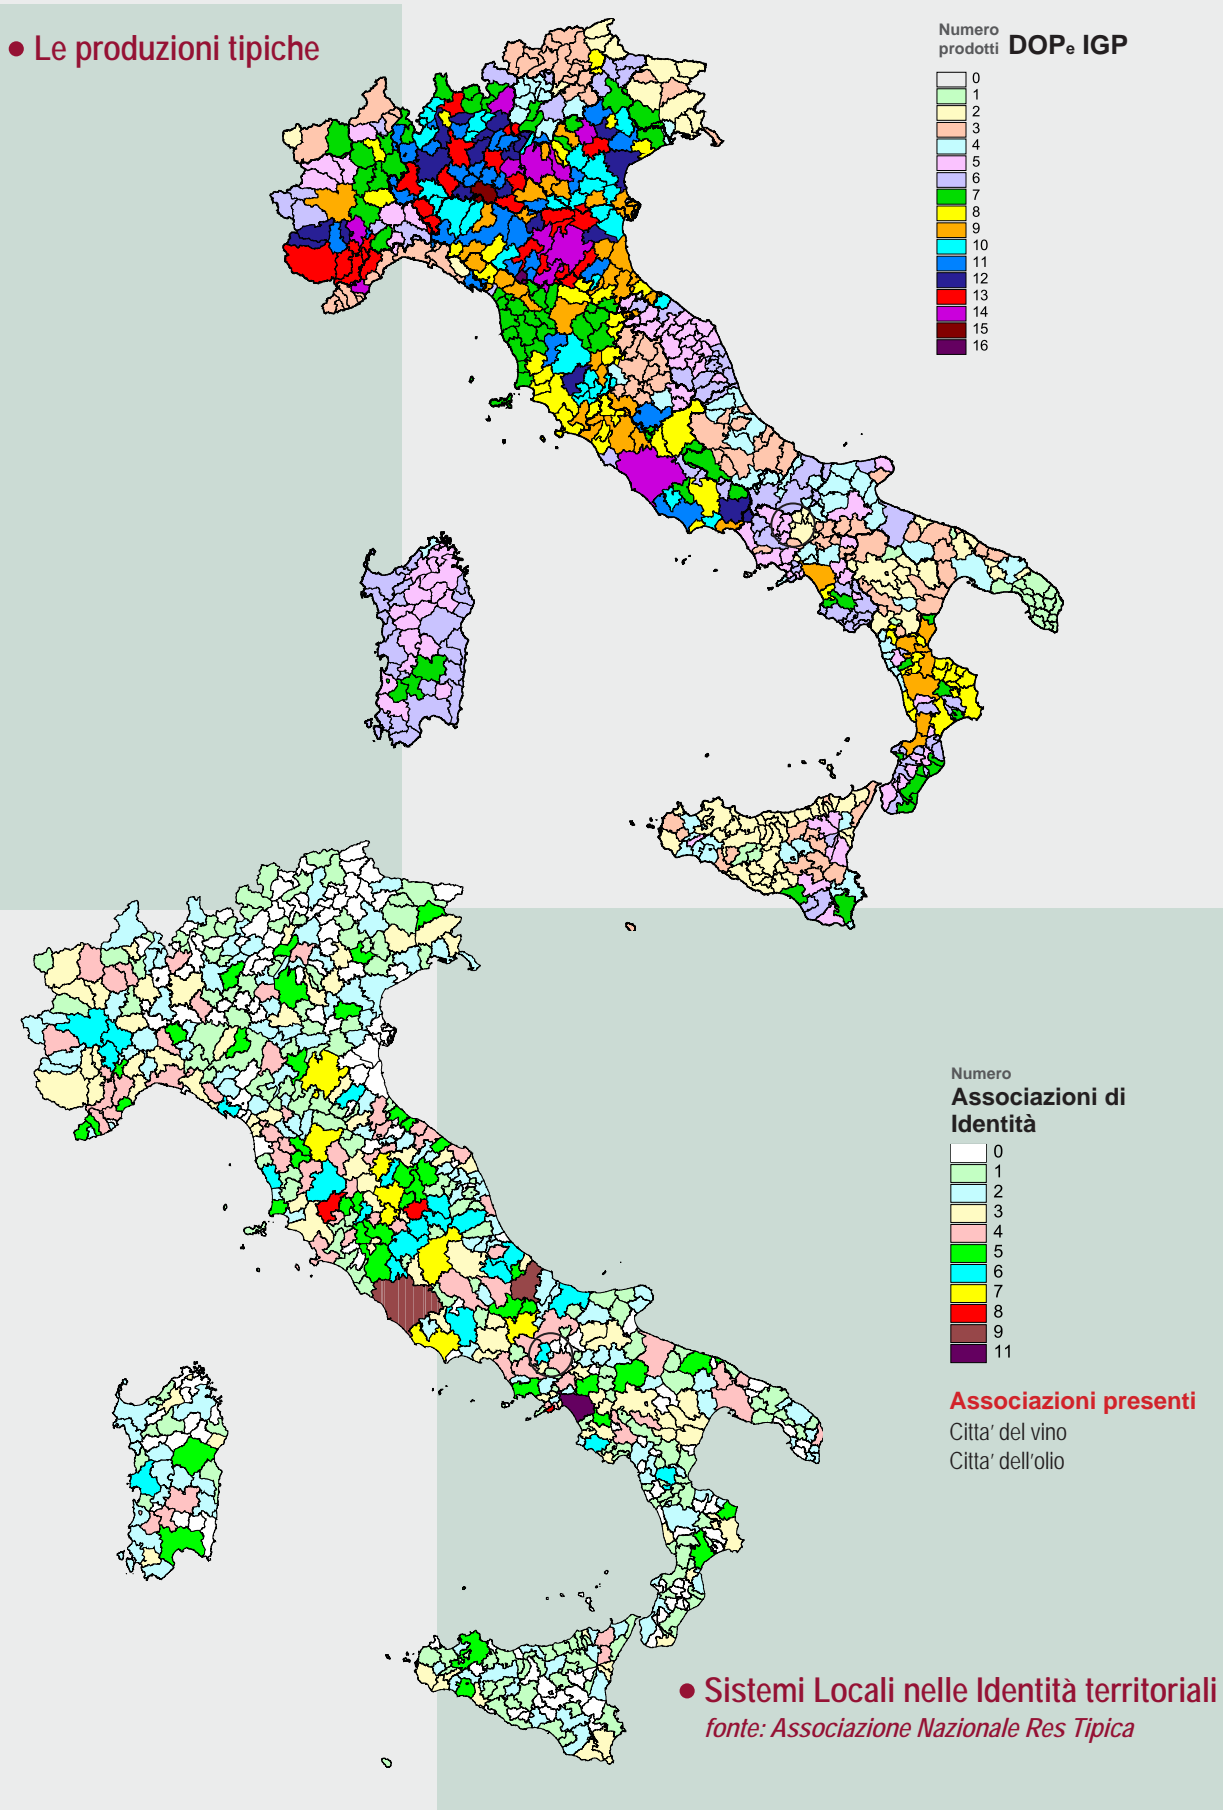 • Le produzioni tipiche
Numero
prodotti DOPe IGP
0
1
2
3
4
5
6
7
8
9
10
11
12
13
14
15
16
Numero
Associazioni di
Identità
0
1
2
3
4
5
6
7
8
9
11
Associazioni presenti
Citta' del vino
Citta' dell'olio
• Sistemi Locali nelle Identità territoriali
fonte: Associazione Nazionale Res Tipica